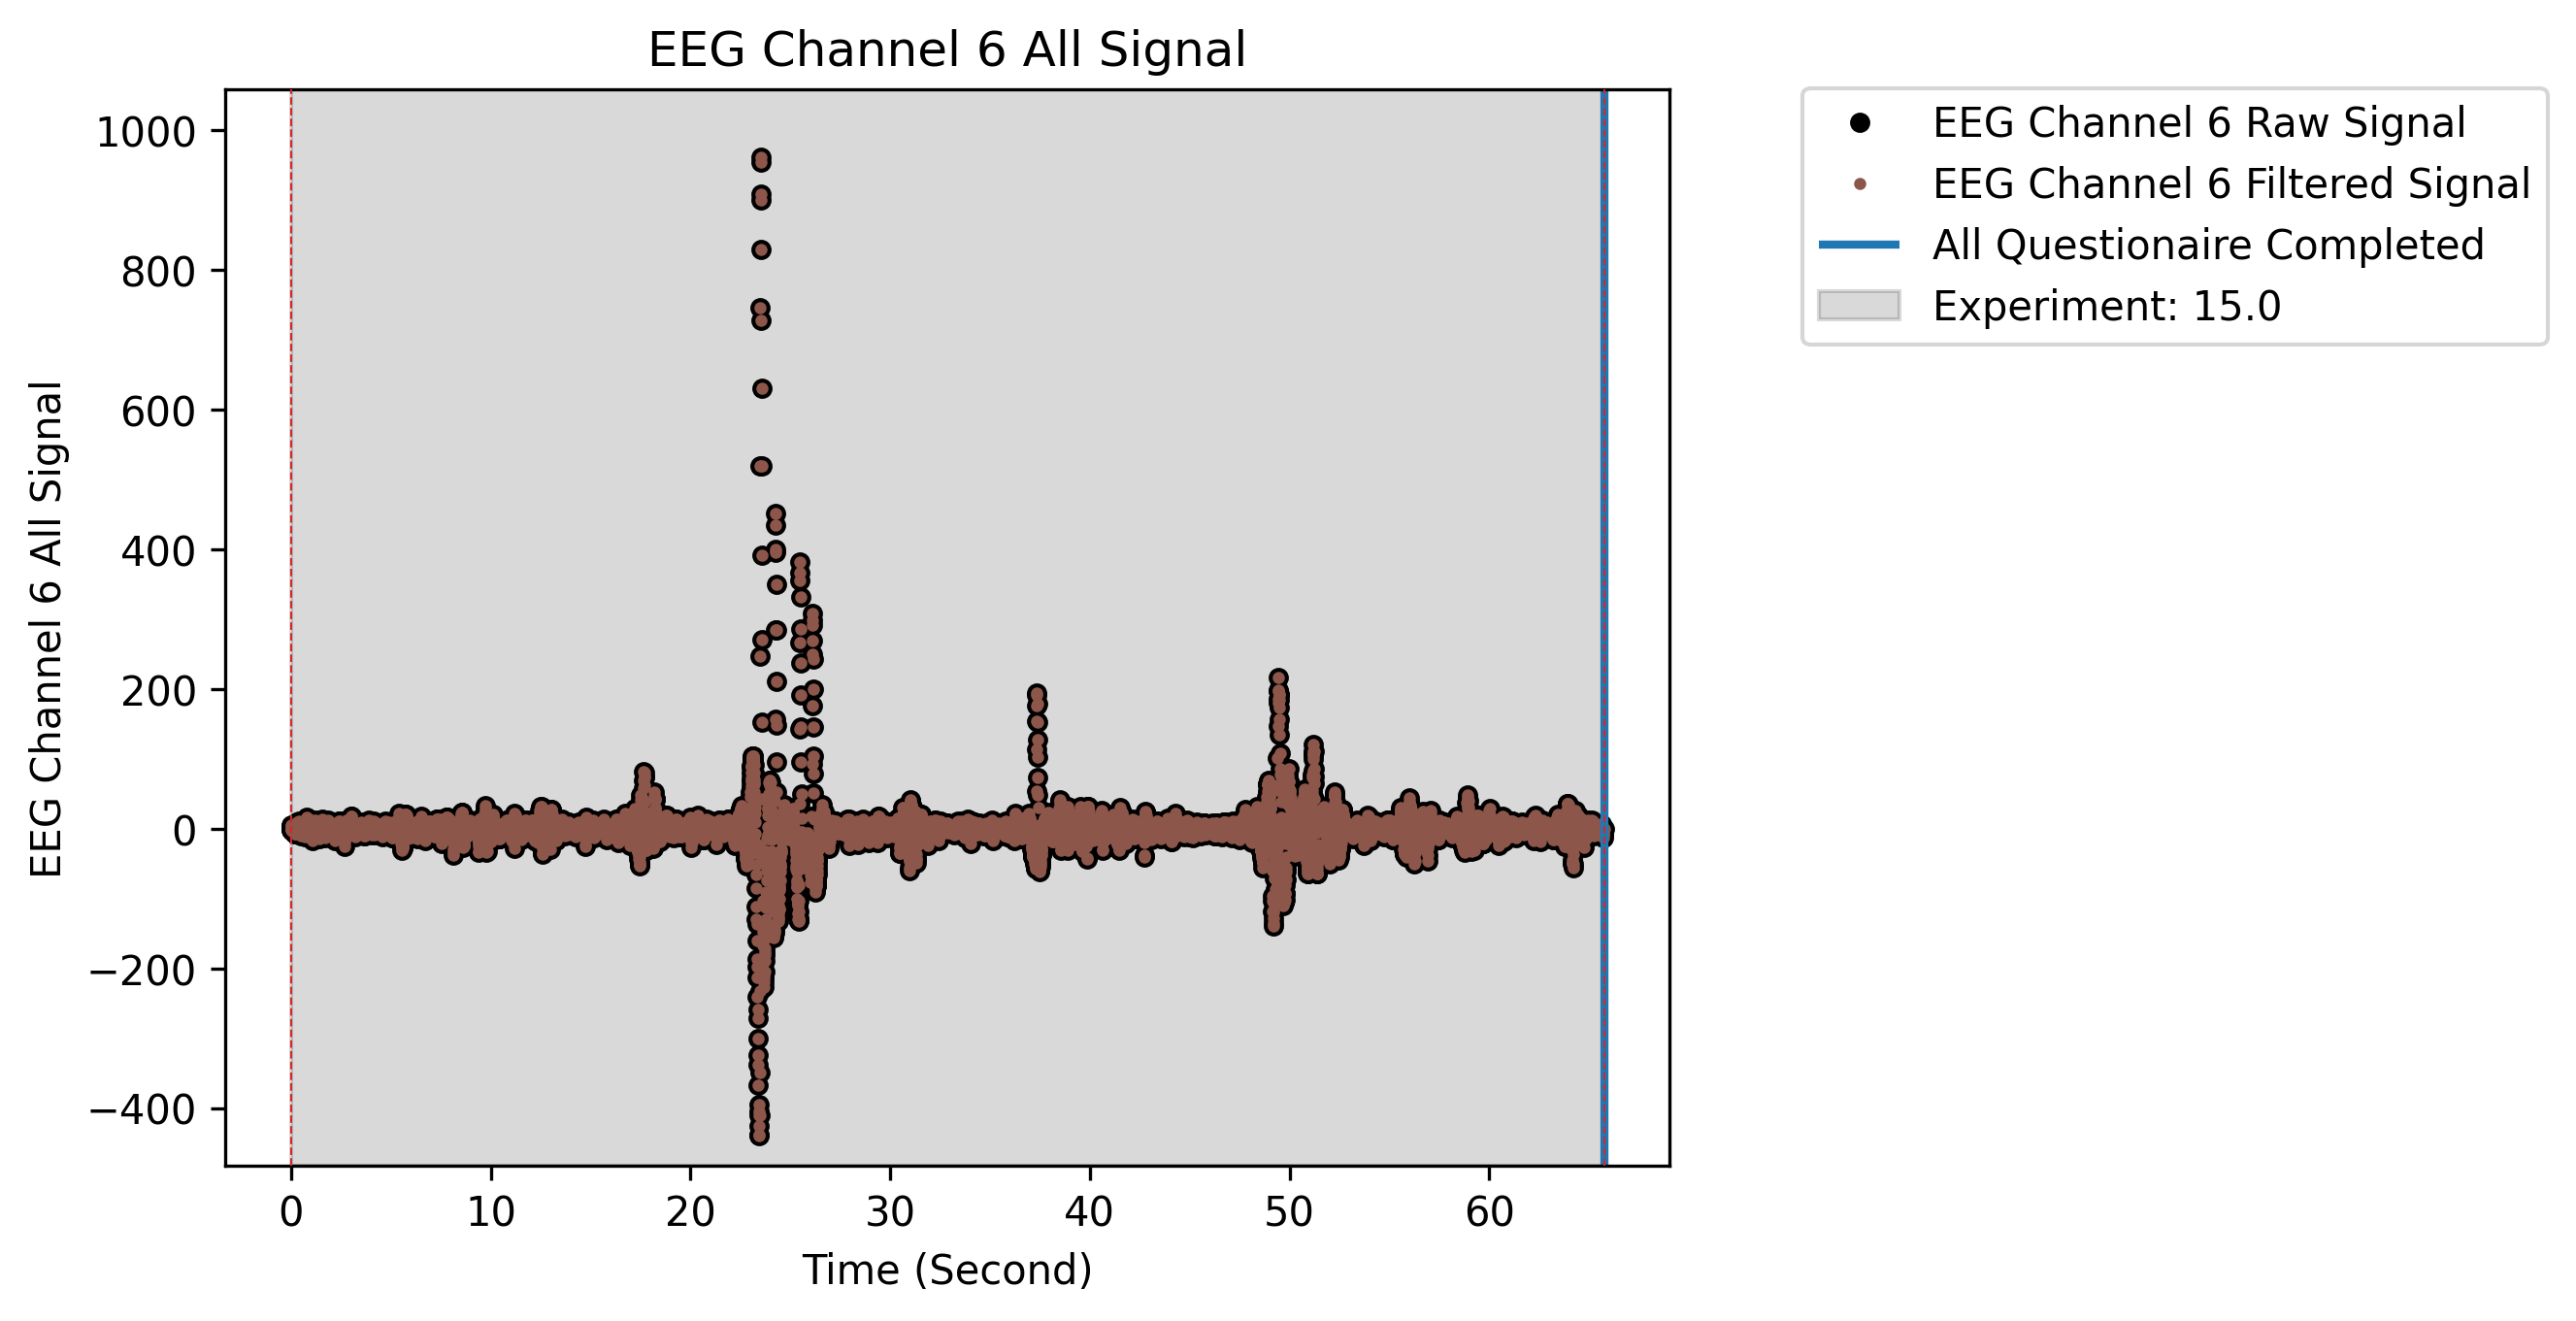 EEG Channel 6 All Signal
EEG Channel 6 Raw Signal
EEG Channel 6 Filtered Signal
All Questionaire Completed
Experiment: 15.0
EEG Channel 6 All Signal
1000
800
600
400
200
0
−200
−400
0 10 20 30 40 50 60
Time (Second)